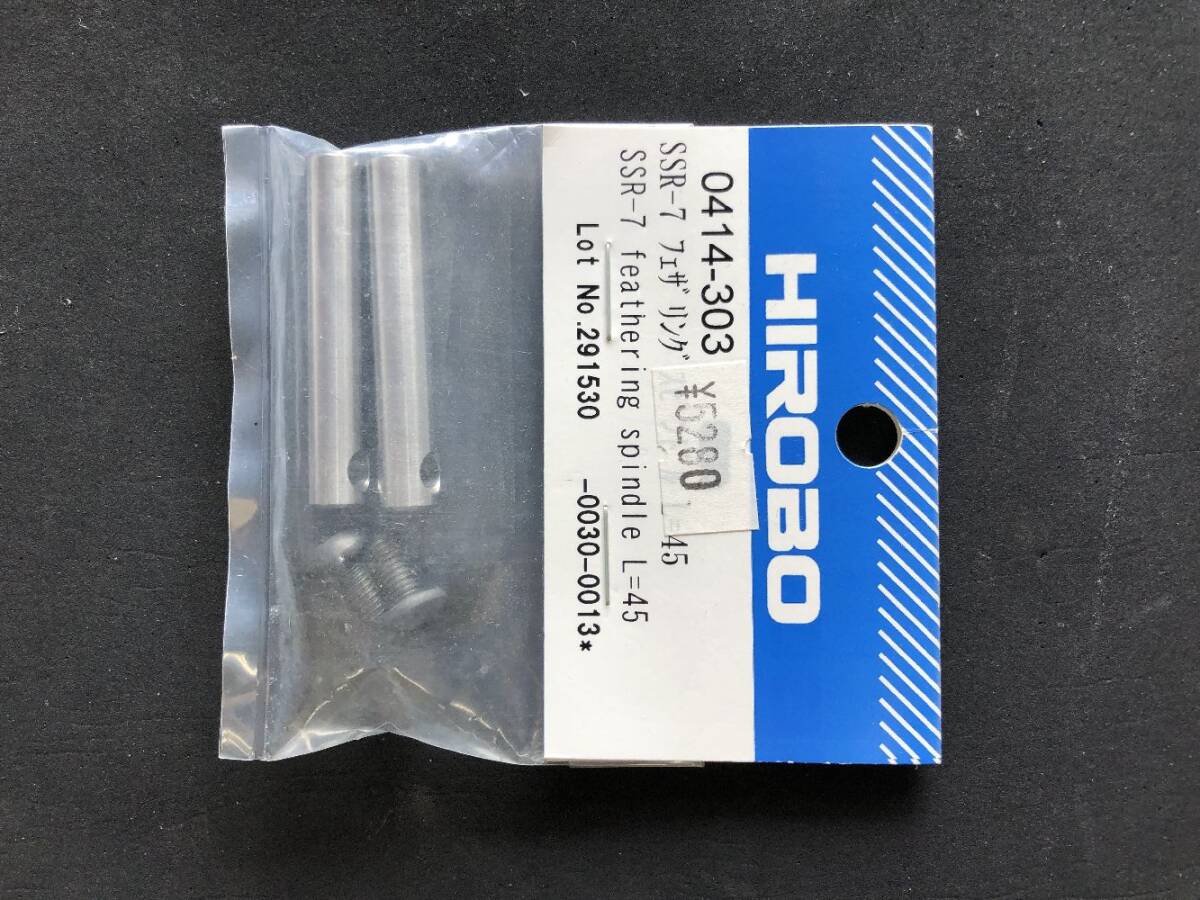 HIROBO
0414-303
SSR-7 フェザリング L=45
SSR-7 feathering spindle L=45
Lot No.291530 -0030-0013*
¥5280